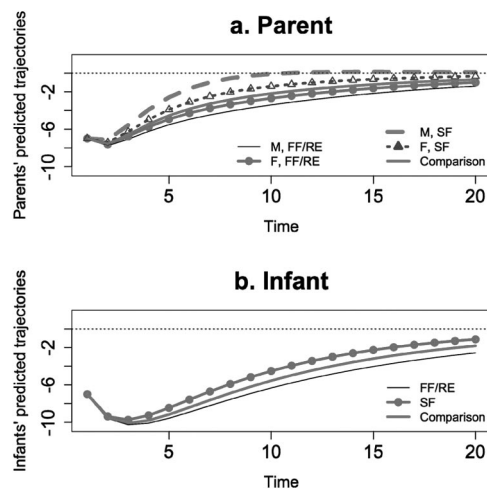 a. Parent
Parents' predicted trajectories
-2
-6
-10
M, FF/RE
F, FF/RE
M, SF
F, SF
Comparison
5 10 15 20
Time
b. Infant
Infants' predicted trajectories
-2
-6
-10
FF/RE
SF
Comparison
5 10 15 20
Time